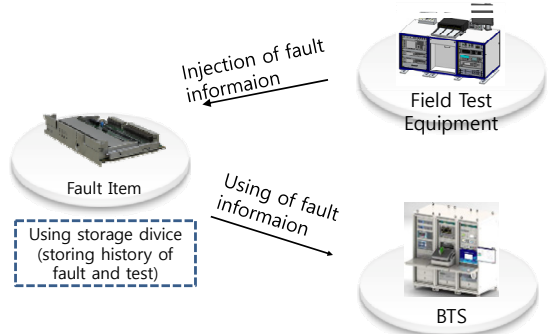 Injection of fault
informaion
Field Test
Equipment
Fault Item
Using of fault
informaion
Using storage divice
(storing history of
fault and test)
BTS